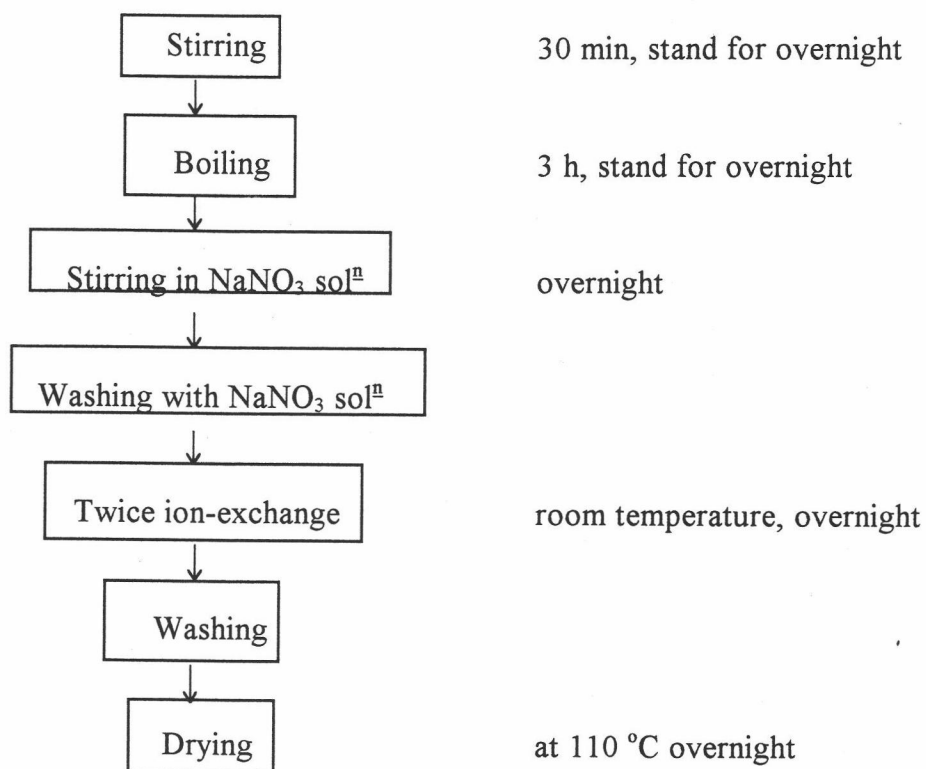 Stirring 30 min, stand for overnight
Boiling 3 h, stand for overnight
Stirring in NaNO₃ solⁿ overnight
Washing with NaNO₃ solⁿ
Twice ion-exchange room temperature, overnight
Washing
Drying at 110 °C overnight